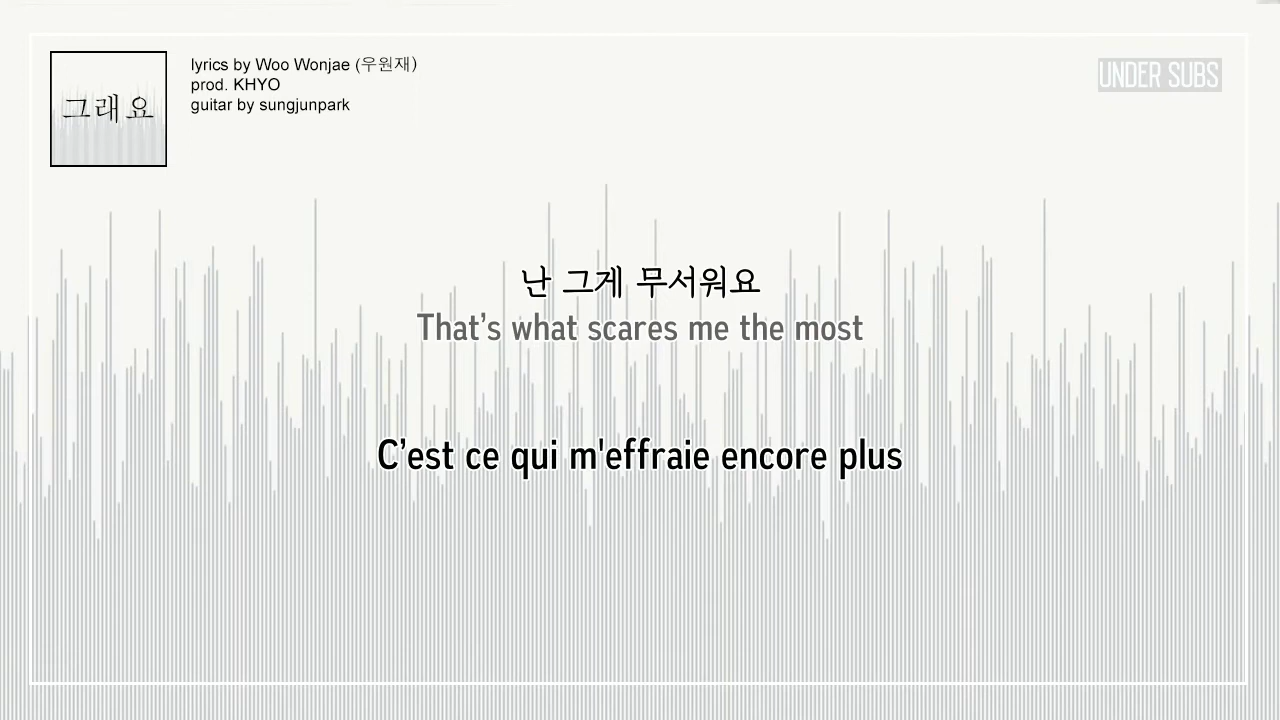 그래요
lyrics by Woo Wonjae (우원재)
prod. KHYO
guitar by sungjunpark
UNDER SUBS
난 그게 무서워요
That’s what scares me the most
C’est ce qui m'effraie encore plus